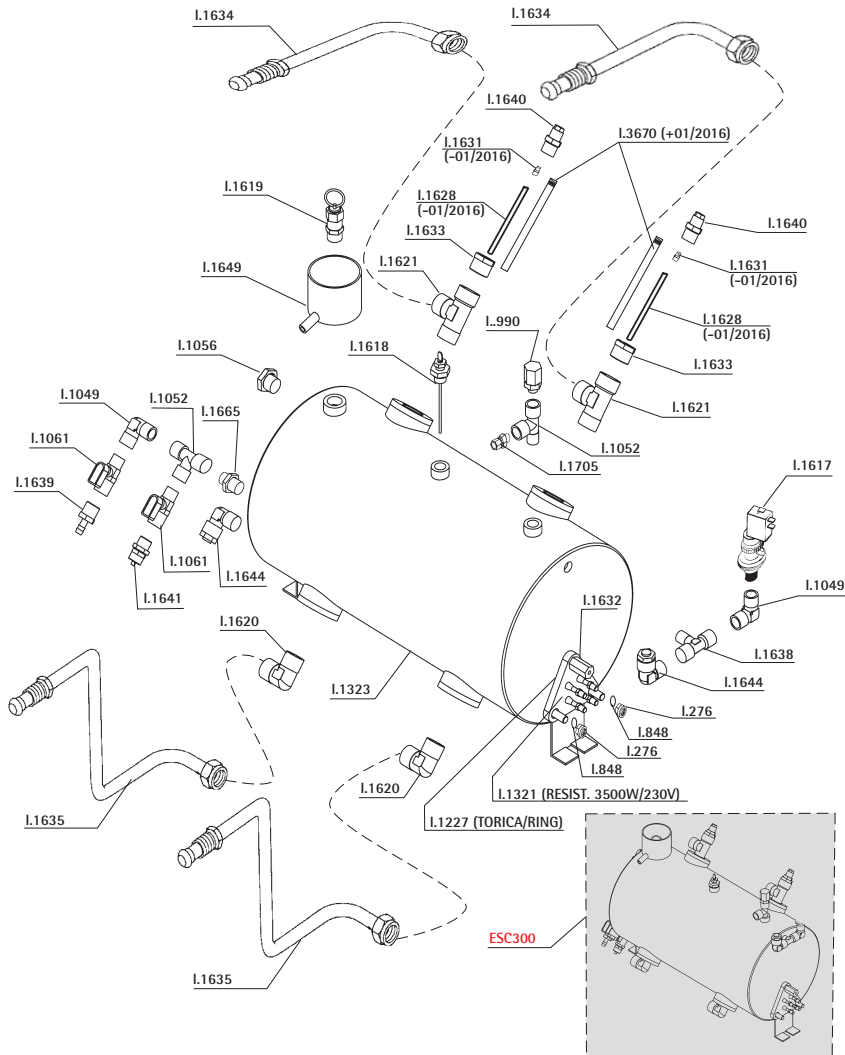 I.1634
I.1634
I.1640
I.1631
(-01/2016)
I.3670 (+01/2016)
I.1619
I.1628
(-01/2016)
I.1640
I.1633
I.1631
(-01/2016)
I.1649
I.1621
I..990
I.1628
(-01/2016)
I.1056
I.1618
I.1633
I.1049
I.1052
I.1621
I.1061
I.1665
I.1052
I.1705
I.1617
I.1639
I.1061
I.1644
I.1641
I.1049
I.1632
I.1620
I.1638
I.1644
I.1323
I.276
I.848
I.276
I.848
I.1620
I.1321 (RESIST. 3500W/230V)
I.1635
I.1227 (TORICA/RING)
ESC300
I.1635